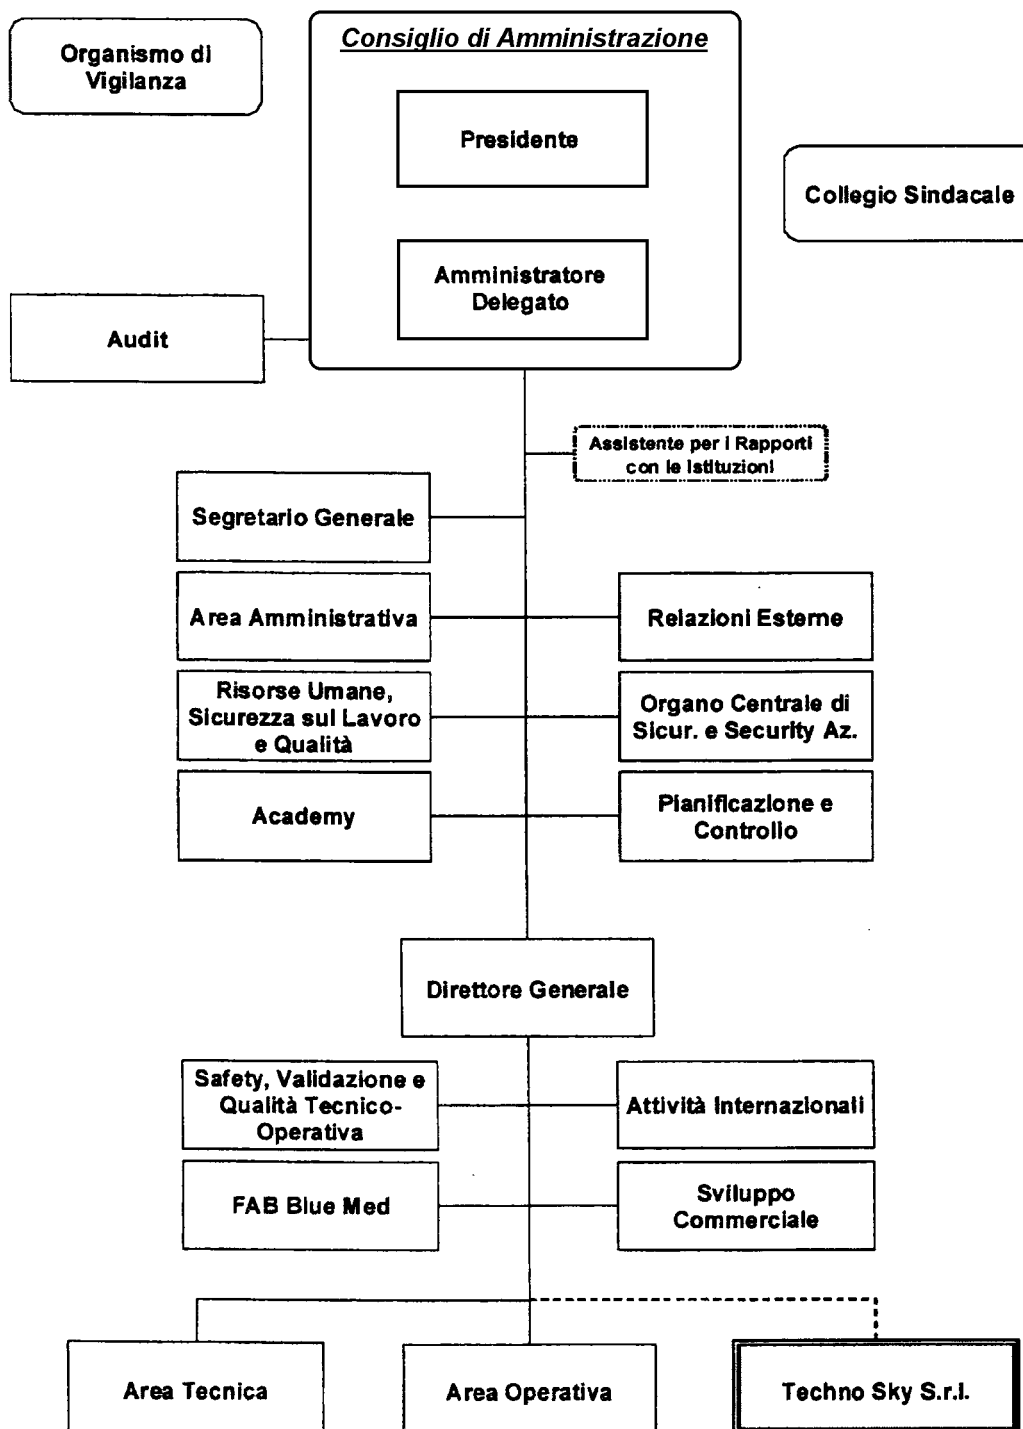 Organismo di
Vigilanza
Consiglio di Amministrazione
Presidente
Collegio Sindacale
Amministratore
Delegato
Audit
Assistente per i Rapporti
con le Istituzioni
Segretario Generale
Area Amministrativa
Relazioni Esterne
Risorse Umane,
Sicurezza sul Lavoro
e Qualità
Organo Centrale di
Sicur. e Security Az.
Academy
Pianificazione e
Controllo
Direttore Generale
Safety, Validazione e
Qualità Tecnico-
Operativa
Attività Internazionali
FAB Blue Med
Sviluppo
Commerciale
Area Tecnica
Area Operativa
Techno Sky S.r.l.